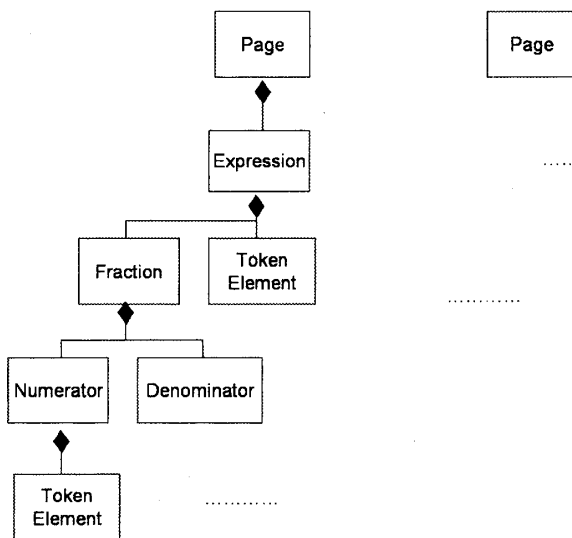 Page
Page
Expression
..........
Fraction
Token
Element
............
Numerator
Denominator
Token
Element
............